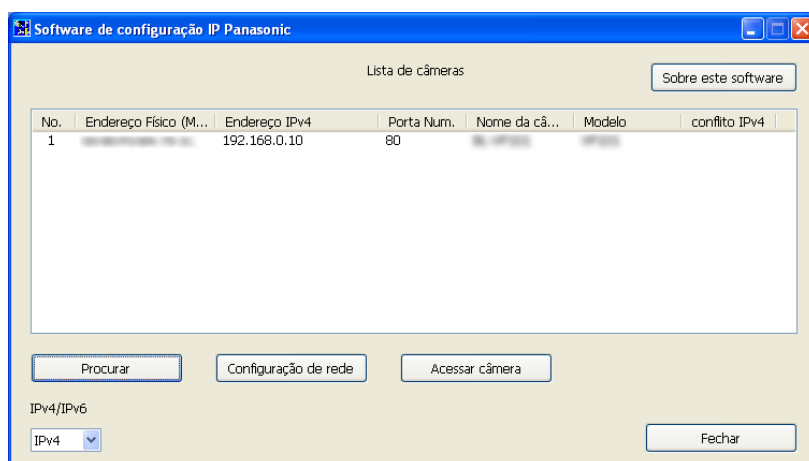 Software de configuração IP Panasonic
Lista de câmeras
Sobre este software
No. Endereço Físico (M... Endereço IPv4 Porta Num. Nome da câ... Modelo conflito IPv4
1 192.168.0.10 80
Procurar Configuração de rede Acessar câmera
IPv4/IPv6
IPv4
Fechar